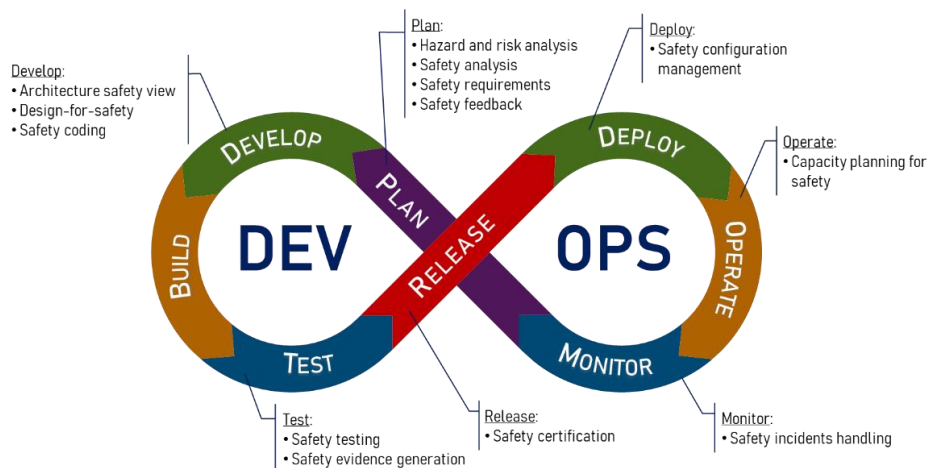 Plan:
• Hazard and risk analysis
• Safety analysis
• Safety requirements
• Safety feedback
Deploy:
• Safety configuration
management
Develop:
• Architecture safety view
• Design-for-safety
• Safety coding
Operate:
• Capacity planning for
safety
DEVELOP
PLAN
DEPLOY
BUILD
DEV
RELEASE
OPS
OPERATE
TEST
MONITOR
Test:
• Safety testing
• Safety evidence generation
Release:
• Safety certification
Monitor:
• Safety incidents handling